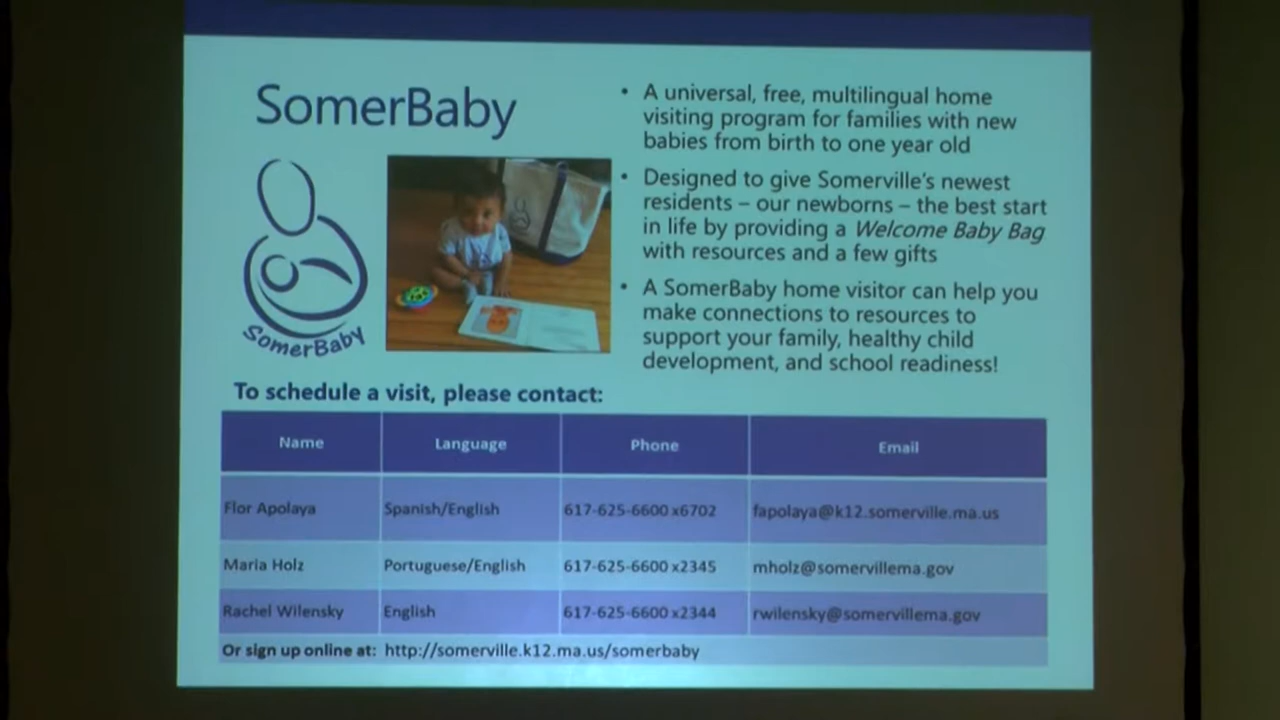 SomerBaby
SomerBaby
• A universal, free, multilingual home
visiting program for families with new
babies from birth to one year old
• Designed to give Somerville's newest
residents – our newborns – the best start
in life by providing a Welcome Baby Bag
with resources and a few gifts
• A SomerBaby home visitor can help you
make connections to resources to
support your family, healthy child
development, and school readiness!
To schedule a visit, please contact:
Name Language Phone Email
Flor Apolaya Spanish/English 617-625-6600 x6702 fapolaya@k12.somerville.ma.us
Maria Holz Portuguese/English 617-625-6600 x2345 mholz@somervillema.gov
Rachel Wilensky English 617-625-6600 x2344 rwilensky@somervillema.gov
Or sign up online at: http://somerville.k12.ma.us/somerbaby